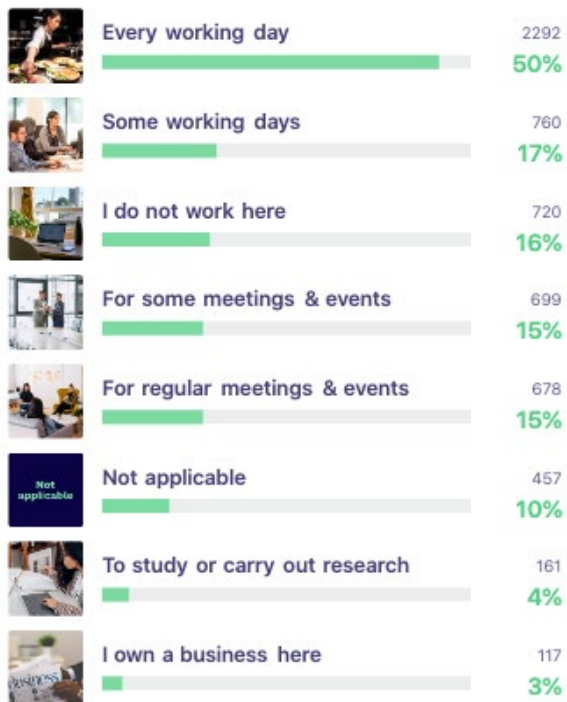 Every working day
2292
50%
Some working days
760
17%
I do not work here
720
16%
For some meetings & events
699
15%
For regular meetings & events
678
15%
Not applicable
Not
applicable
457
10%
To study or carry out research
161
4%
I own a business here
117
3%
Business